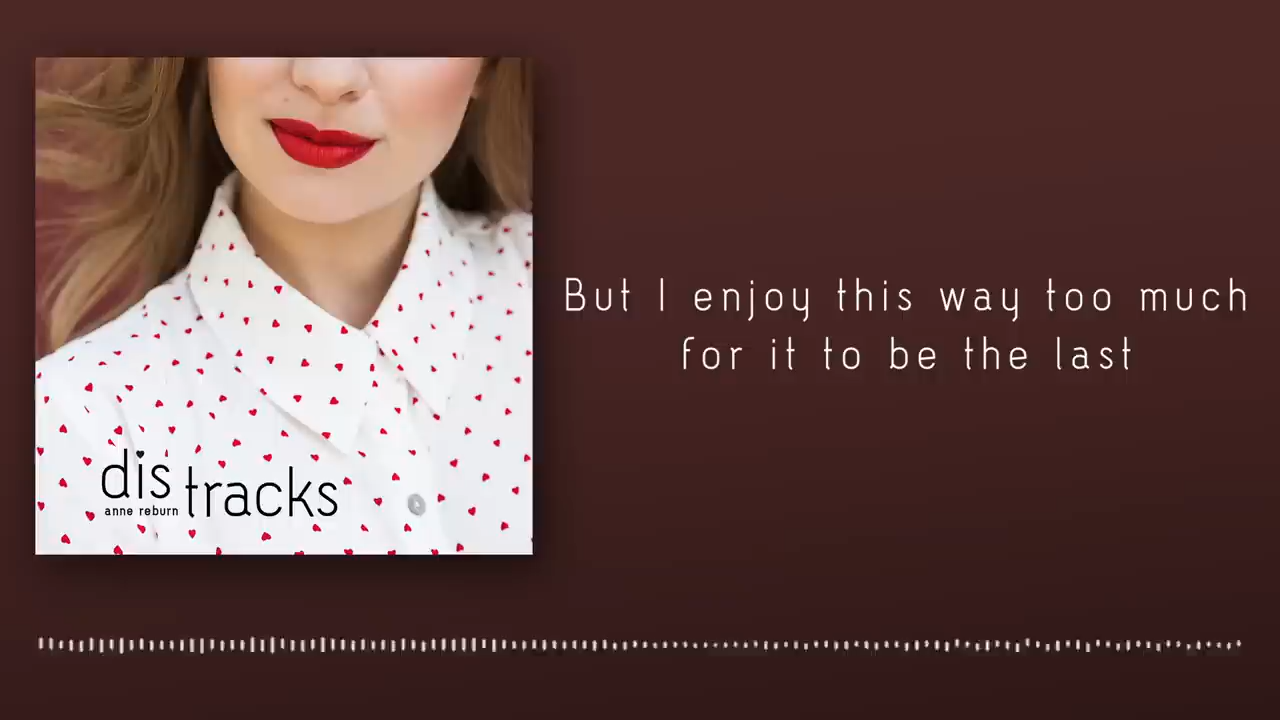 dis tracks
anne reburn
But I enjoy this way too much
for it to be the last